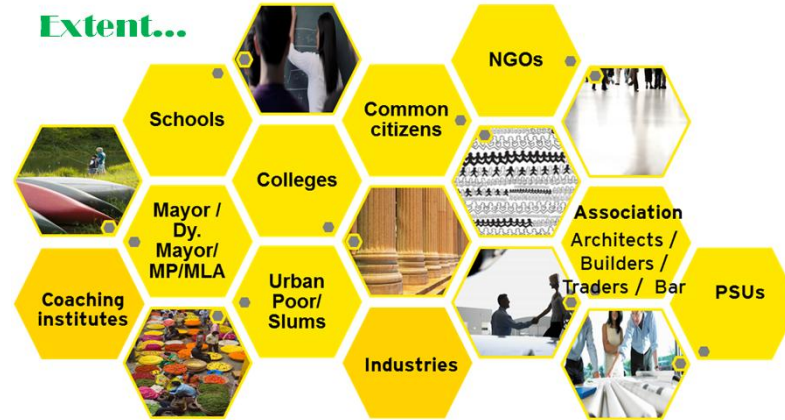 Extent...
NGOs
Schools
Common
citizens
Colleges
Mayor /
Dy.
Mayor/
MP/MLA
Association
Architects /
Builders /
Traders / Bar
Coaching
institutes
Urban
Poor/
Slums
PSUs
Industries